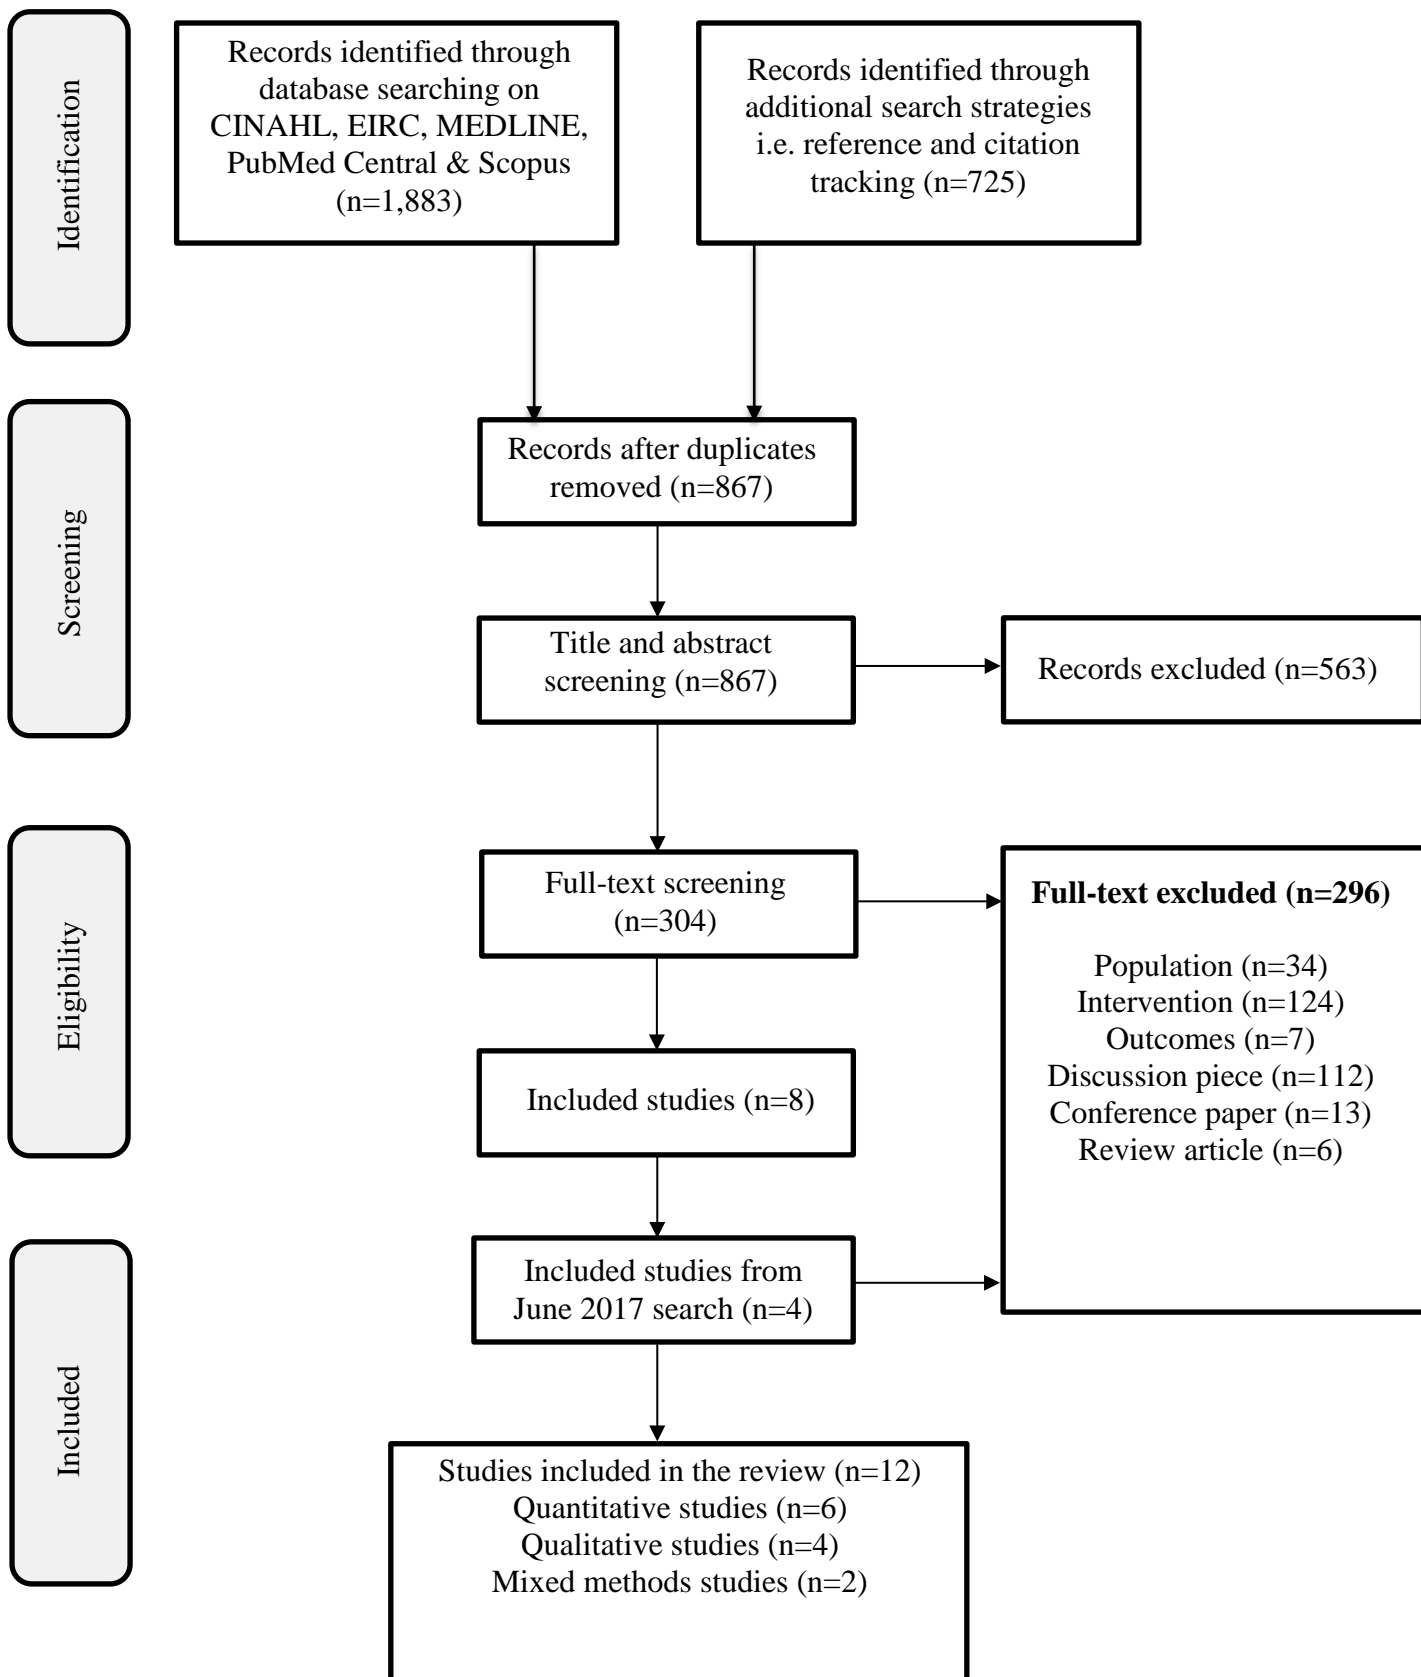 Identification
Records identified through
database searching on
CINAHL, EIRC, MEDLINE,
PubMed Central & Scopus
(n=1,883)
Records identified through
additional search strategies
i.e. reference and citation
tracking (n=725)
Screening
Records after duplicates
removed (n=867)
Title and abstract
screening (n=867)
Records excluded (n=563)
Eligibility
Full-text screening
(n=304)
Full-text excluded (n=296)
Population (n=34)
Intervention (n=124)
Outcomes (n=7)
Discussion piece (n=112)
Conference paper (n=13)
Review article (n=6)
Included studies (n=8)
Included
Included studies from
June 2017 search (n=4)
Studies included in the review (n=12)
Quantitative studies (n=6)
Qualitative studies (n=4)
Mixed methods studies (n=2)